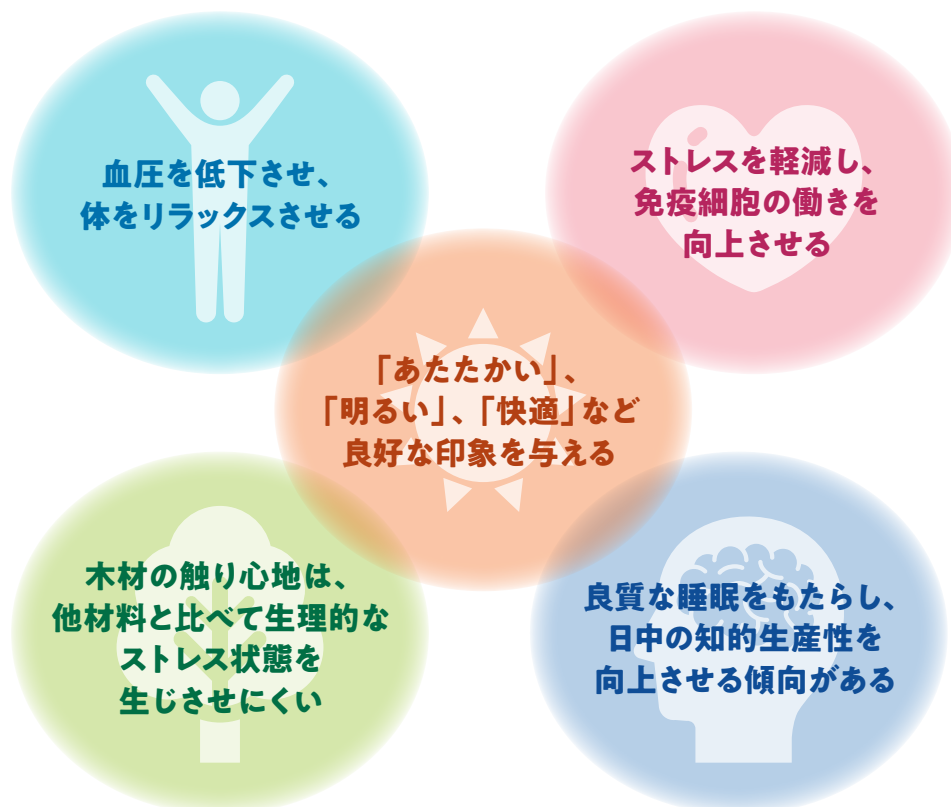 血圧を低下させ、
体をリラックスさせる
ストレスを軽減し、
免疫細胞の働きを
向上させる
「あたたかい」、
「明るい」、「快適」など
良好な印象を与える
木材の触り心地は、
他材料と比べて生理的な
ストレス状態を
生じさせにくい
良質な睡眠をもたらし、
日中の知的生産性を
向上させる傾向がある